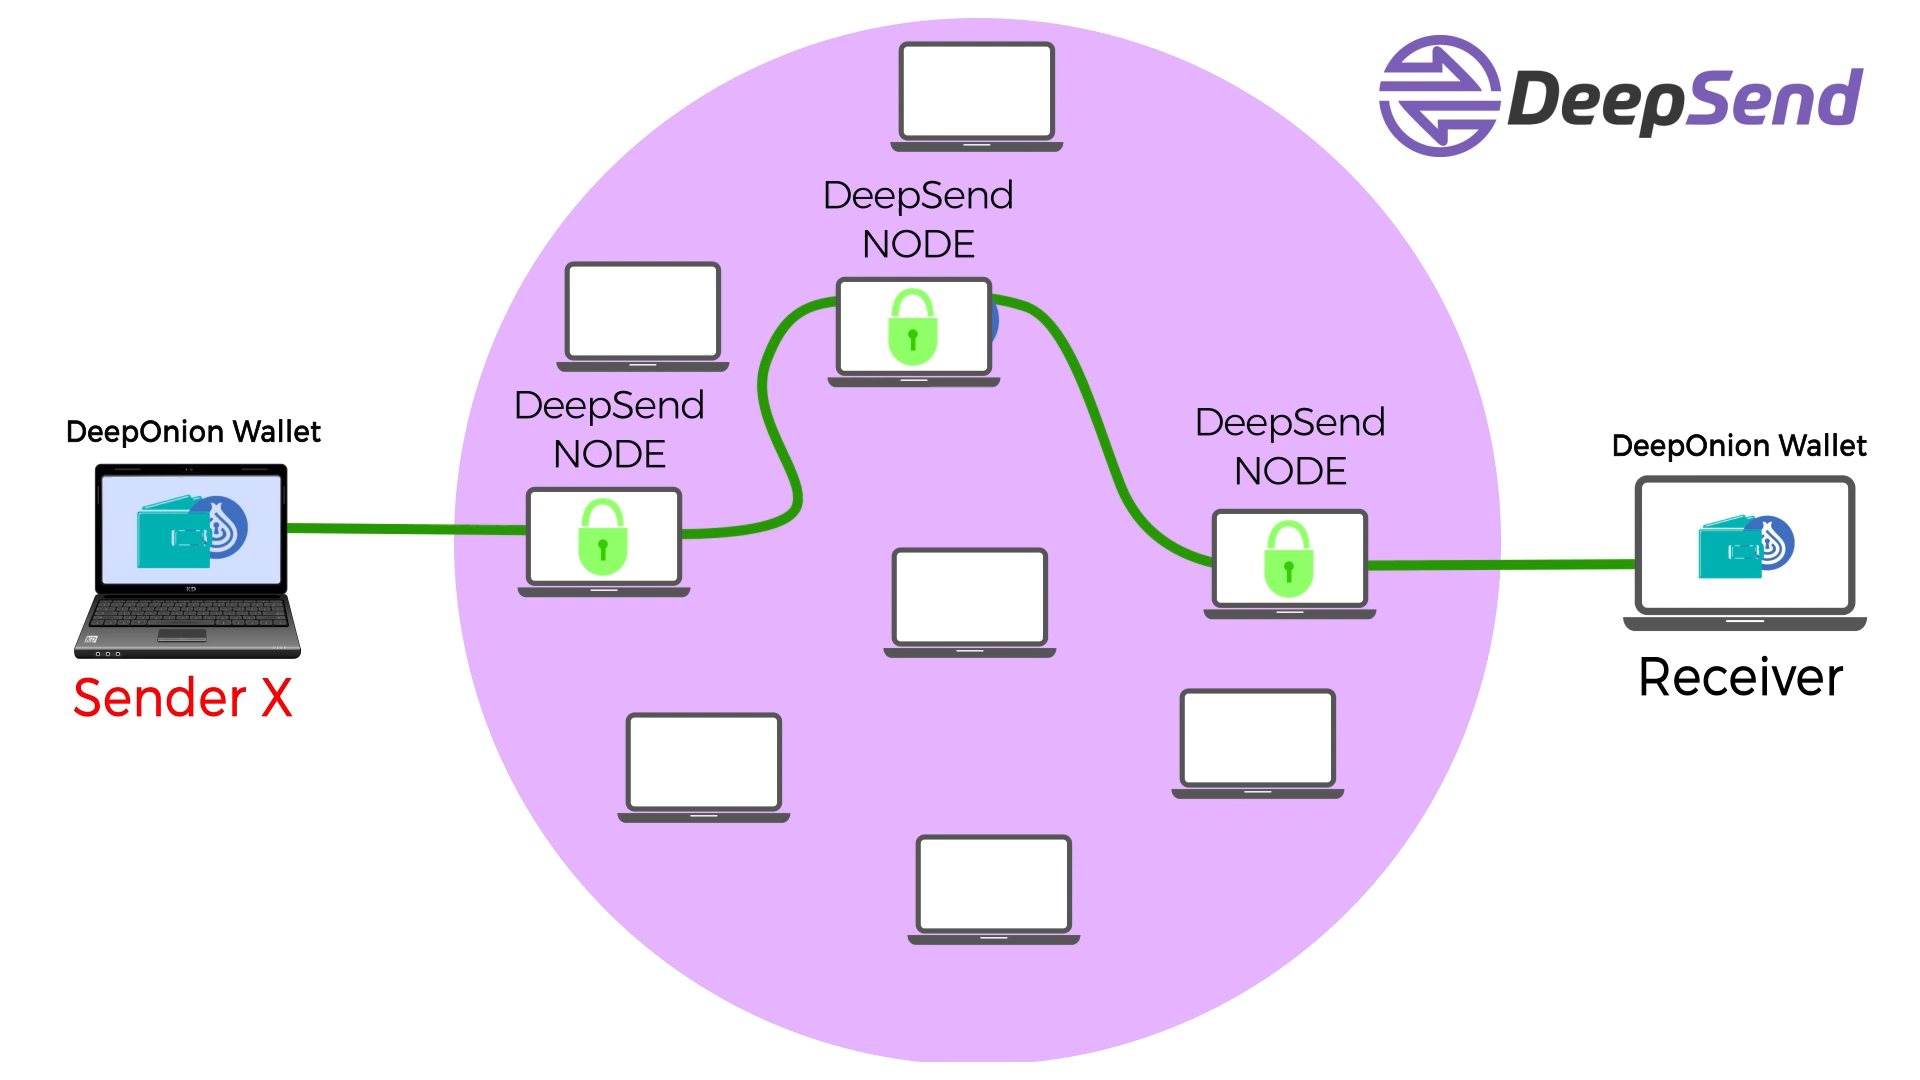 DeepSend
DeepSend
NODE
DeepSend
NODE
DeepSend
NODE
DeepOnion Wallet
Sender X
DeepOnion Wallet
Receiver